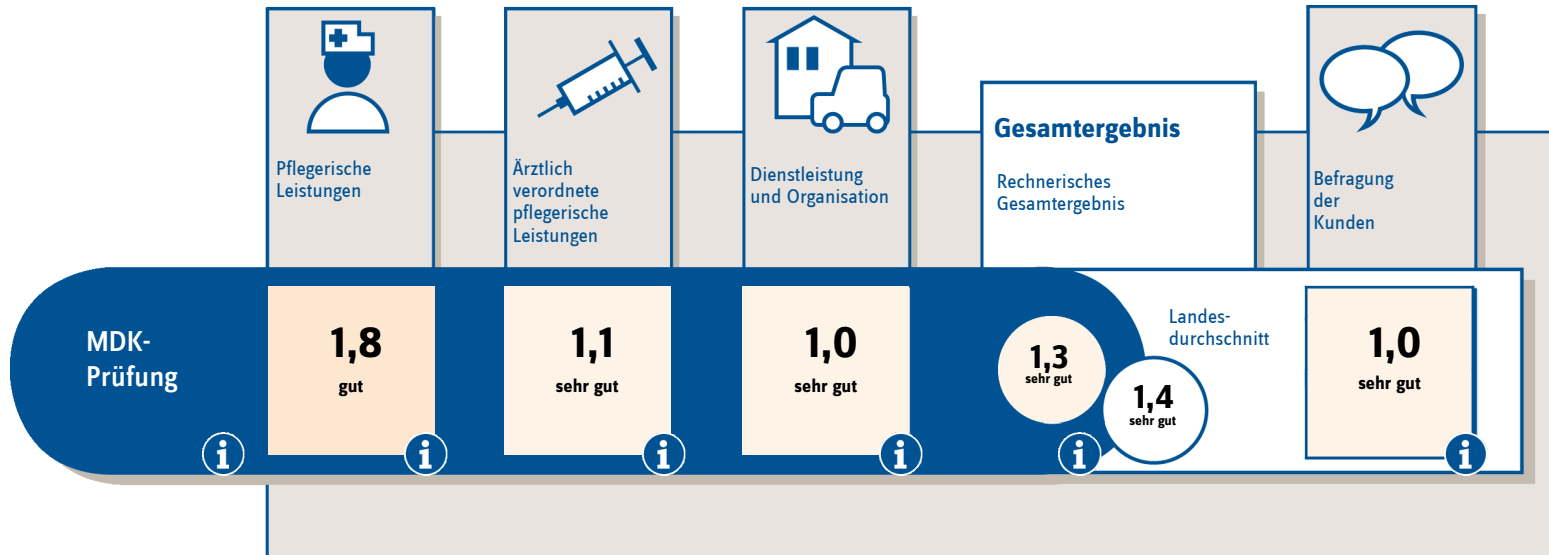 Pflegerische
Leistungen
Ärztlich
verordnete
pflegerische
Leistungen
Dienstleistung
und Organisation
Gesamtergebnis
Rechnerisches
Gesamtergebnis
Befragung
der
Kunden
MDK-
Prüfung
1,8
gut
1,1
sehr gut
1,0
sehr gut
1,3
sehr gut
Landes-
durchschnitt
1,4
sehr gut
1,0
sehr gut
i
i
i
i
i
i